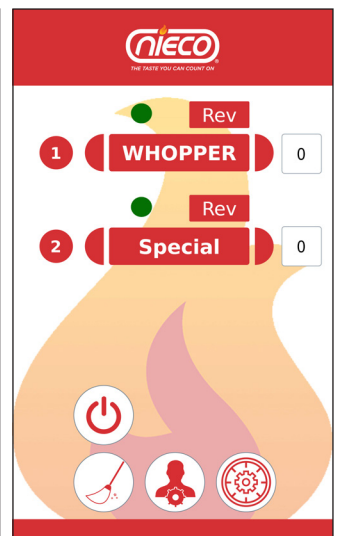 nieco
THE TASTE YOU CAN COUNT ON
Rev
1 WHOPPER 0
Rev
2 Special 0